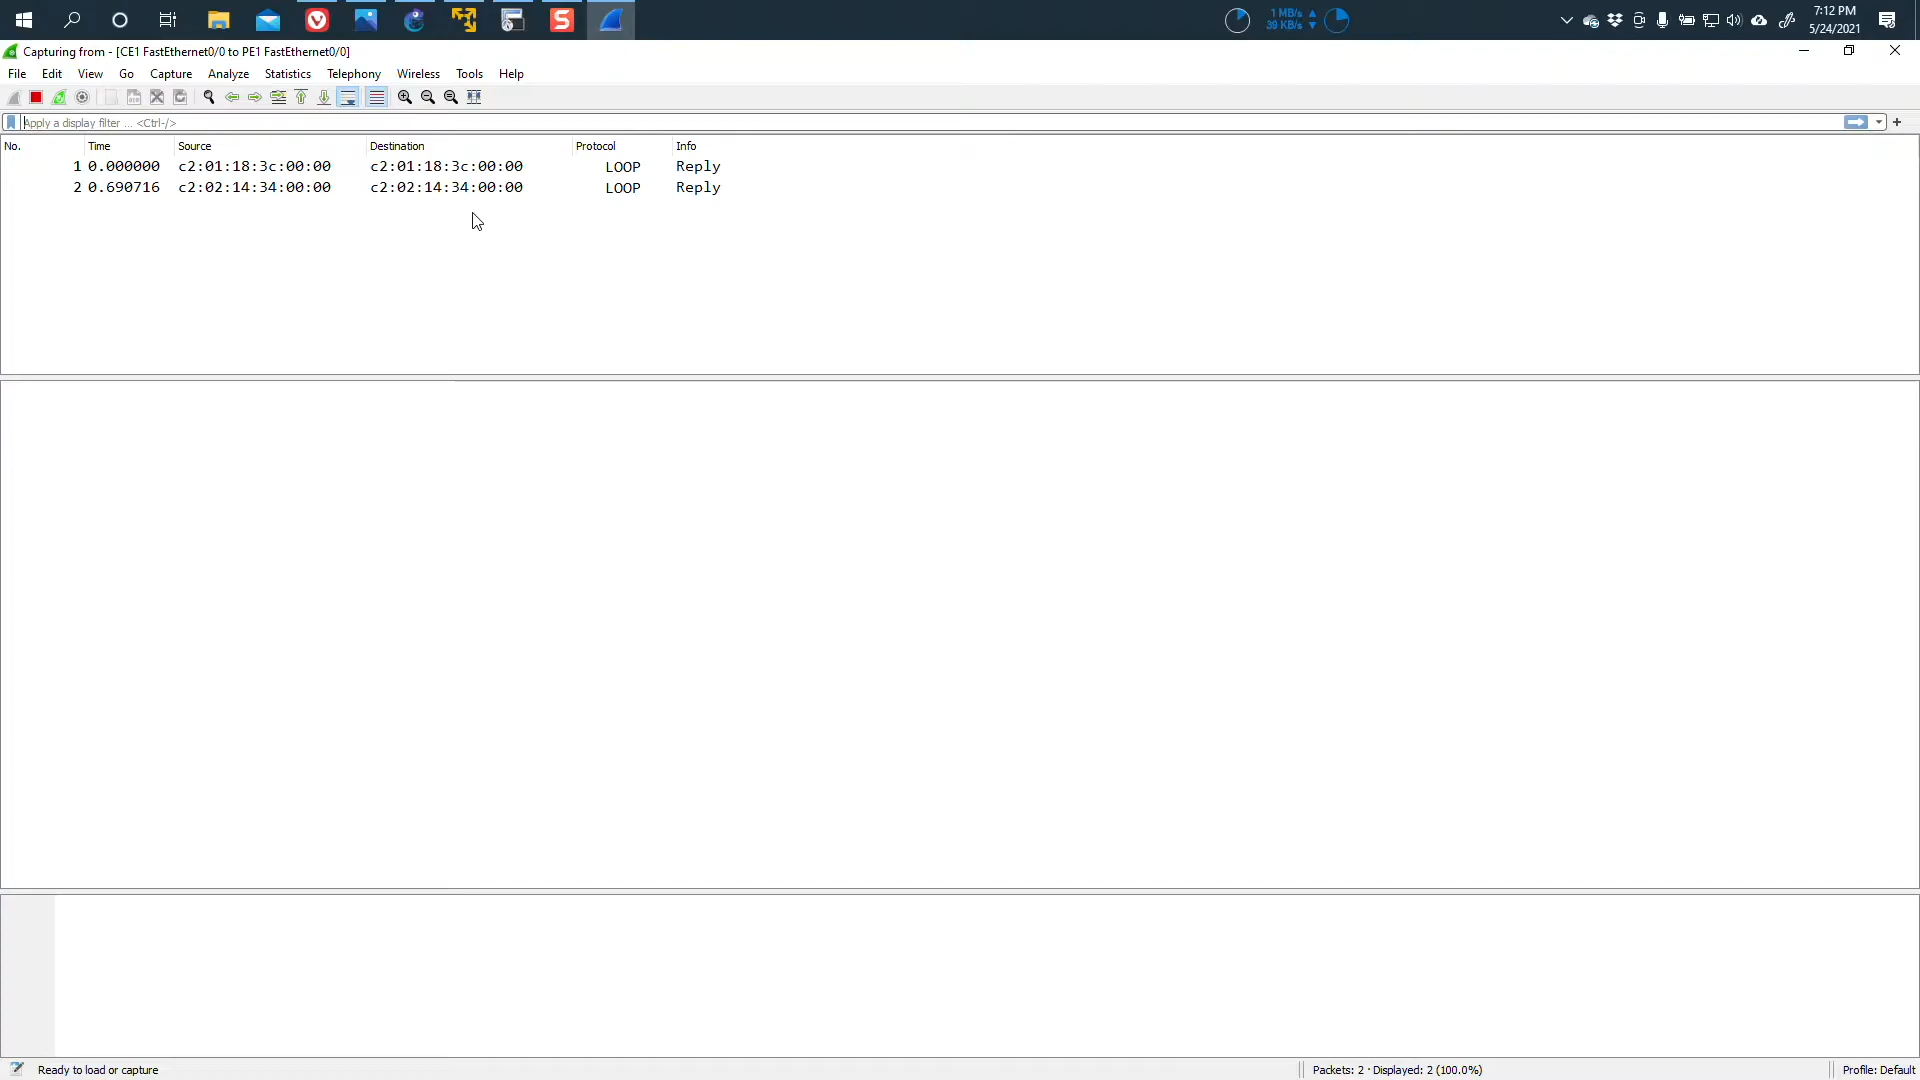 1 MB/s
39 KB/s
7:12 PM
5/24/2021
Capturing from - [CE1 FastEthernet0/0 to PE1 FastEthernet0/0]
File Edit View Go Capture Analyze Statistics Telephony Wireless Tools Help
Apply a display filter ... <Ctrl-/>
No. Time Source Destination Protocol Info
1 0.000000 c2:01:18:3c:00:00 c2:01:18:3c:00:00 LOOP Reply
2 0.690716 c2:02:14:34:00:00 c2:02:14:34:00:00 LOOP Reply
Ready to load or capture Packets: 2 · Displayed: 2 (100.0%) Profile: Default